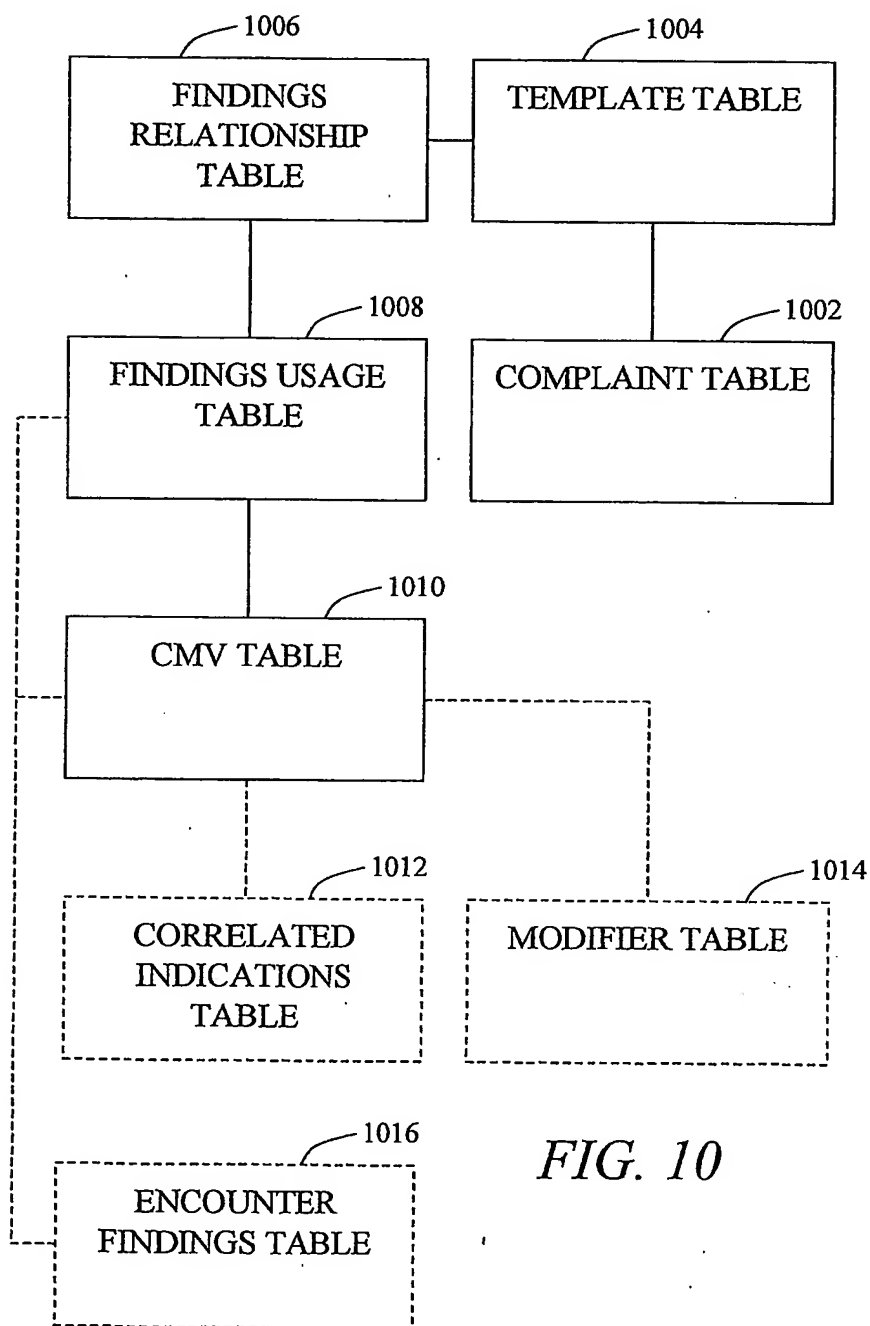 1006
1004
FINDINGS
RELATIONSHIP
TABLE
TEMPLATE TABLE
1008
1002
FINDINGS USAGE
TABLE
COMPLAINT TABLE
1010
CMV TABLE
1012
1014
CORRELATED
INDICATIONS
TABLE
MODIFIER TABLE
1016
ENCOUNTER
FINDINGS TABLE
FIG. 10